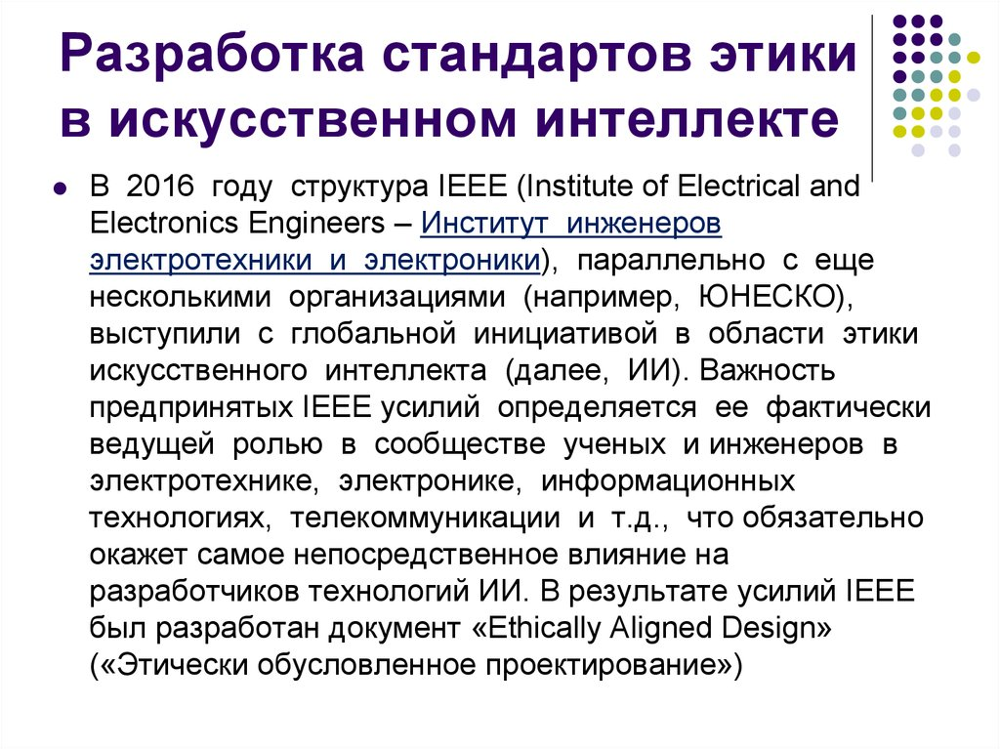 Разработка стандартов этики
в искусственном интеллекте
В 2016 году структура IEEE (Institute of Electrical and
Electronics Engineers – Институт инженеров
электротехники и электроники), параллельно с еще
несколькими организациями (например, ЮНЕСКО),
выступили с глобальной инициативой в области этики
искусственного интеллекта (далее, ИИ). Важность
предпринятых IEEE усилий определяется ее фактически
ведущей ролью в сообществе ученых и инженеров в
электротехнике, электронике, информационных
технологиях, телекоммуникации и т.д., что обязательно
окажет самое непосредственное влияние на
разработчиков технологий ИИ. В результате усилий IEEE
был разработан документ «Ethically Aligned Design»
(«Этически обусловленное проектирование»)